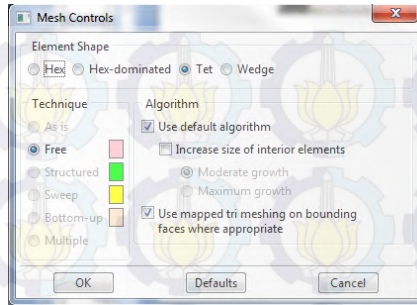 Mesh Controls
Element Shape
Hex Hex-dominated Tet Wedge
Technique
As is
Free
Structured
Sweep
Bottom-up
Multiple
Algorithm
Use default algorithm
Increase size of interior elements
Moderate growth
Maximum growth
Use mapped tri meshing on bounding
faces where appropriate
OK Defaults Cancel